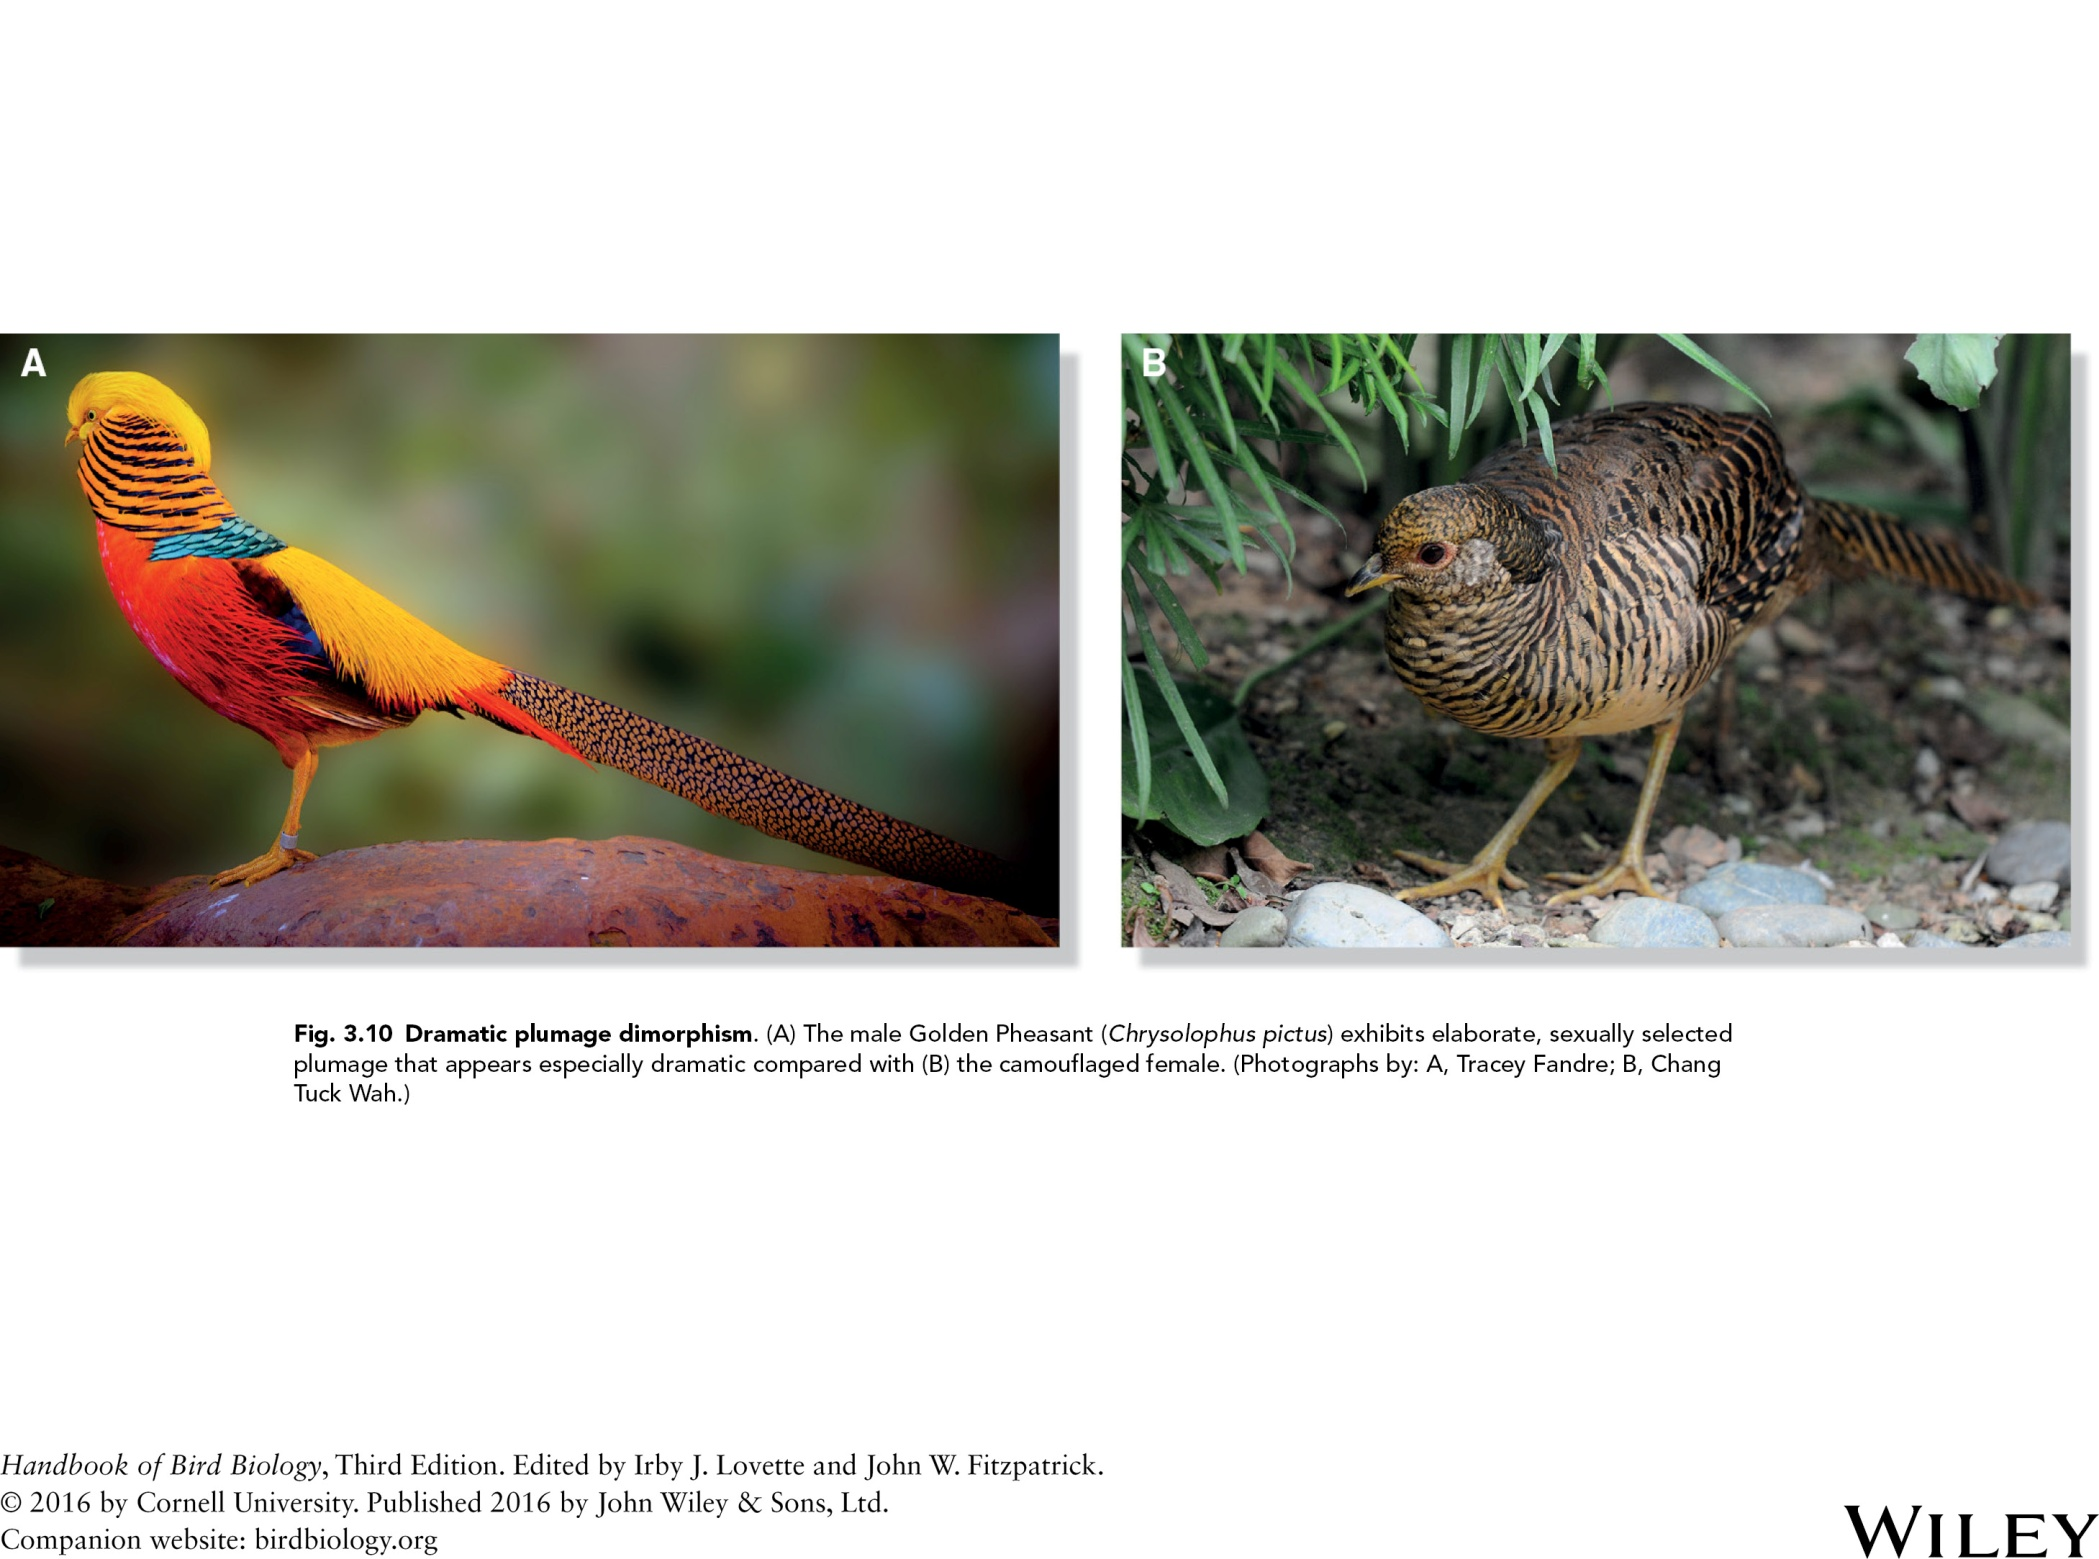 A
B
Fig. 3.10 Dramatic plumage dimorphism. (A) The male Golden Pheasant (Chrysolophus pictus) exhibits elaborate, sexually selected
plumage that appears especially dramatic compared with (B) the camouflaged female. (Photographs by: A, Tracey Fandre; B, Chang
Tuck Wah.)
Handbook of Bird Biology, Third Edition. Edited by Irby J. Lovette and John W. Fitzpatrick.
© 2016 by Cornell University. Published 2016 by John Wiley & Sons, Ltd.
Companion website: birdbiology.org
WILEY